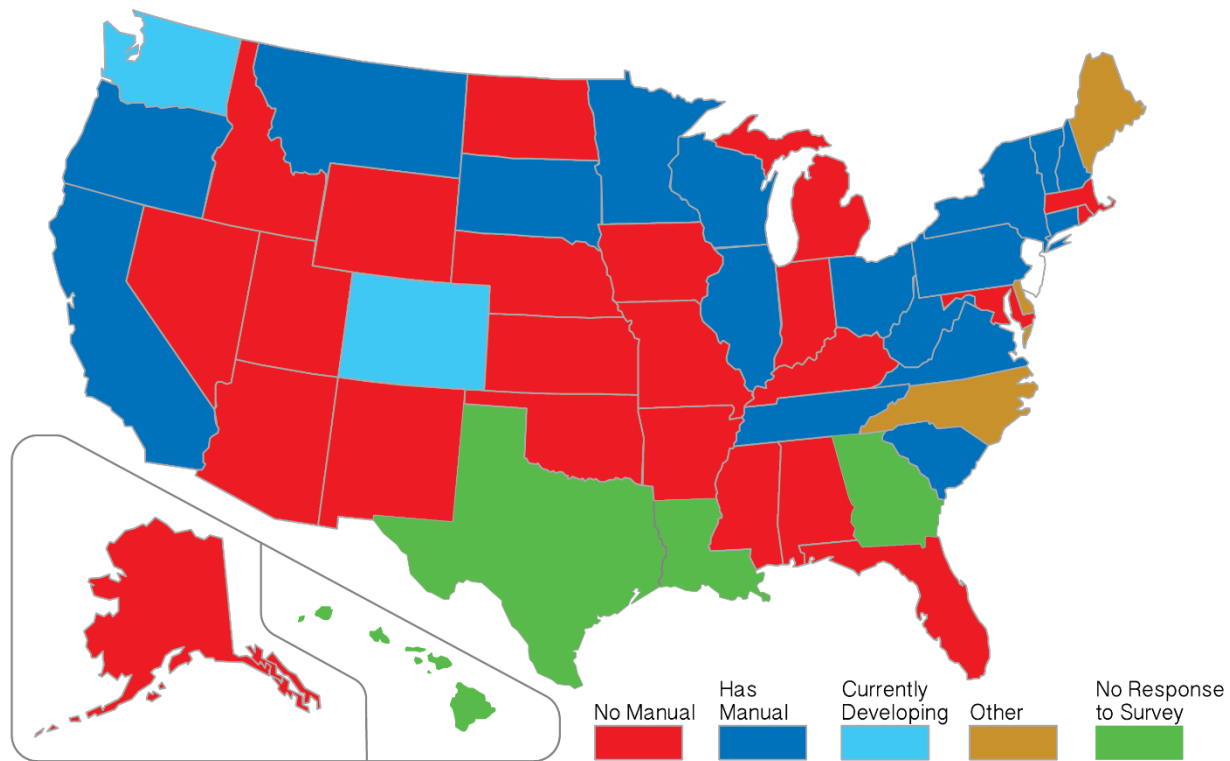 No Manual
Has
Manual
Currently
Developing
Other
No Response
to Survey